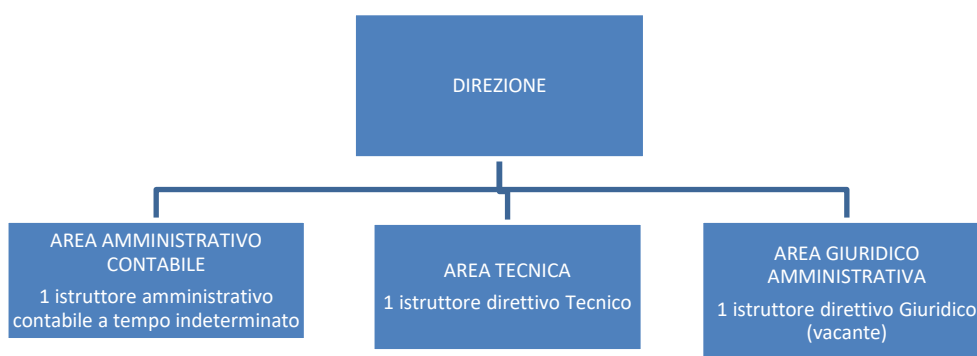 DIREZIONE
AREA AMMINISTRATIVO
CONTABILE
1 istruttore amministrativo
contabile a tempo indeterminato
AREA TECNICA
1 istruttore direttivo Tecnico
AREA GIURIDICO
AMMINISTRATIVA
1 istruttore direttivo Giuridico
(vacante)